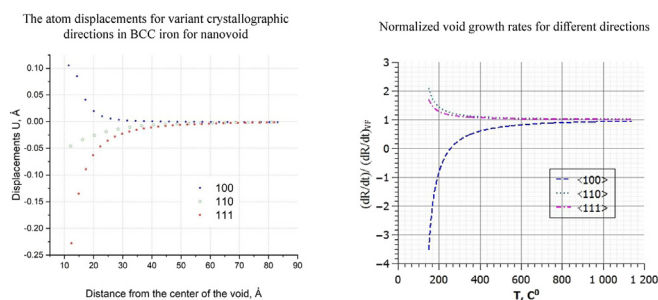 The atom displacements for variant crystallographic
directions in BCC iron for nanovoid
Displacements U, Å
0.10
0.05
0.00
-0.05
-0.10
-0.15
-0.20
-0.25
100
110
111
10 20 30 40 50 60 70 80 90
Distance from the center of the void, Å
Normalized void growth rates for different directions
(dR/dt)/ (dR/dt)
3
2
1
0
−1
−2
−3
−4
<100>
<110>
<111>
0 200 400 600 800 1 000 1 200
T, C⁰